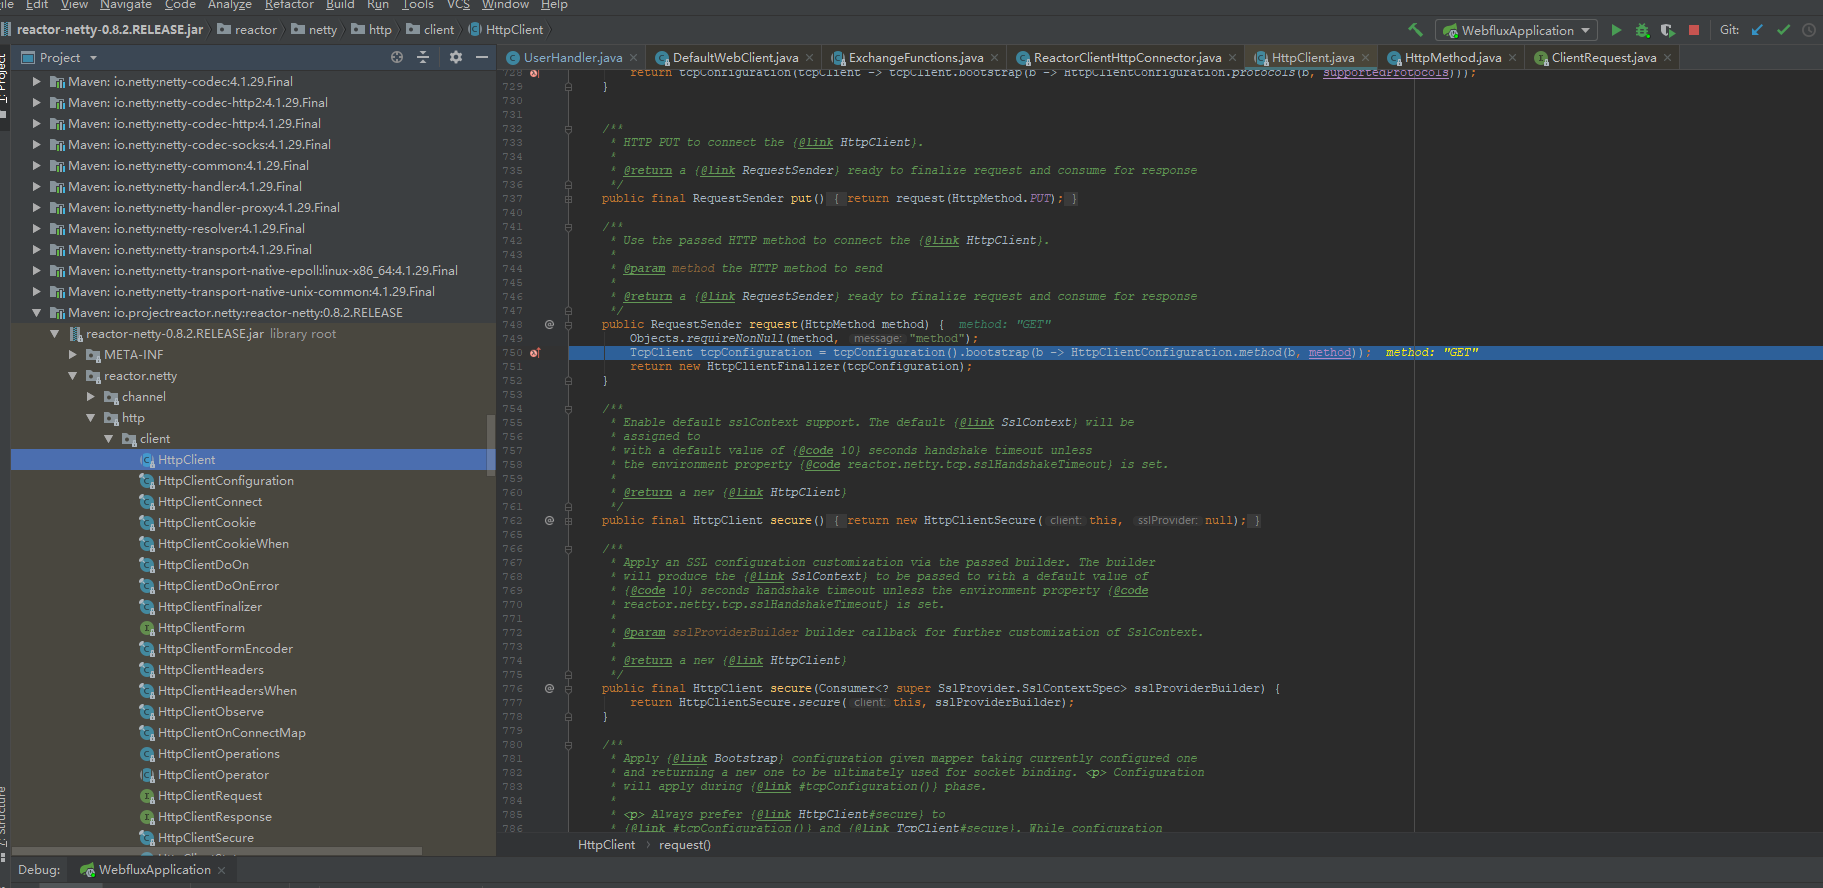 ile Edit View Navigate Code Analyze Refactor Build Run Tools VCS Window Help
reactor-netty-0.8.2.RELEASE.jar reactor netty http client HttpClient
WebfluxApplication Git:
Project
UserHandler.java DefaultWebClient.java ExchangeFunctions.java ReactorClientHttpConnector.java HttpClient.java HttpMethod.java ClientRequest.java
Maven: io.netty:netty-codec:4.1.29.Final
Maven: io.netty:netty-codec-http2:4.1.29.Final
Maven: io.netty:netty-codec-http:4.1.29.Final
Maven: io.netty:netty-codec-socks:4.1.29.Final
Maven: io.netty:netty-common:4.1.29.Final
Maven: io.netty:netty-handler:4.1.29.Final
Maven: io.netty:netty-handler-proxy:4.1.29.Final
Maven: io.netty:netty-resolver:4.1.29.Final
Maven: io.netty:netty-transport:4.1.29.Final
Maven: io.netty:netty-transport-native-epoll:linux-x86_64:4.1.29.Final
Maven: io.netty:netty-transport-native-unix-common:4.1.29.Final
Maven: io.projectreactor.netty:reactor-netty:0.8.2.RELEASE
reactor-netty-0.8.2.RELEASE.jar library root
META-INF
reactor.netty
channel
http
client
HttpClient
HttpClientConfiguration
HttpClientConnect
HttpClientCookie
HttpClientCookieWhen
HttpClientDoOn
HttpClientDoOnError
HttpClientFinalizer
HttpClientForm
HttpClientFormEncoder
HttpClientHeaders
HttpClientHeadersWhen
HttpClientObserve
HttpClientOnConnectMap
HttpClientOperations
HttpClientOperator
HttpClientRequest
HttpClientResponse
HttpClientSecure
728 return tcpConfiguration(tcpClient -> tcpClient.bootstrap(b -> HttpClientConfiguration.protocols(b, supportedProtocols)));
729 }
730
731
732 /**
733 * HTTP PUT to connect the {@link HttpClient}.
734 *
735 * @return a {@link RequestSender} ready to finalize request and consume for response
736 */
737 public final RequestSender put() { return request(HttpMethod.PUT); }
740
741 /**
742 * Use the passed HTTP method to connect the {@link HttpClient}.
743 *
744 * @param method the HTTP method to send
745 *
746 * @return a {@link RequestSender} ready to finalize request and consume for response
747 */
748 @ public RequestSender request(HttpMethod method) { method: "GET"
749 Objects.requireNonNull(method, message: "method");
750 TcpClient tcpConfiguration = tcpConfiguration().bootstrap(b -> HttpClientConfiguration.method(b, method)); method: "GET"
751 return new HttpClientFinalizer(tcpConfiguration);
752 }
753
754 /**
755 * Enable default sslContext support. The default {@link SslContext} will be
756 * assigned to
757 * with a default value of {@code 10} seconds handshake timeout unless
758 * the environment property {@code reactor.netty.tcp.sslHandshakeTimeout} is set.
759 *
760 * @return a new {@link HttpClient}
761 */
762 @ public final HttpClient secure() { return new HttpClientSecure( client: this, sslProvider: null); }
765
766 /**
767 * Apply an SSL configuration customization via the passed builder. The builder
768 * will produce the {@link SslContext} to be passed to with a default value of
769 * {@code 10} seconds handshake timeout unless the environment property {@code
770 * reactor.netty.tcp.sslHandshakeTimeout} is set.
771 *
772 * @param sslProviderBuilder builder callback for further customization of SslContext.
773 *
774 * @return a new {@link HttpClient}
775 */
776 @ public final HttpClient secure(Consumer<? super SslProvider.SslContextSpec> sslProviderBuilder) {
777 return HttpClientSecure.secure( client: this, sslProviderBuilder);
778 }
779
780 /**
781 * Apply {@link Bootstrap} configuration given mapper taking currently configured one
782 * and returning a new one to be ultimately used for socket binding. <p> Configuration
783 * will apply during {@link #tcpConfiguration()} phase.
784 *
785 * <p> Always prefer {@link HttpClient#secure} to
786 * {@link #tcpConfiguration()} and {@link TcpClient#secure}. While configuration
HttpClient › request()
Debug: WebfluxApplication